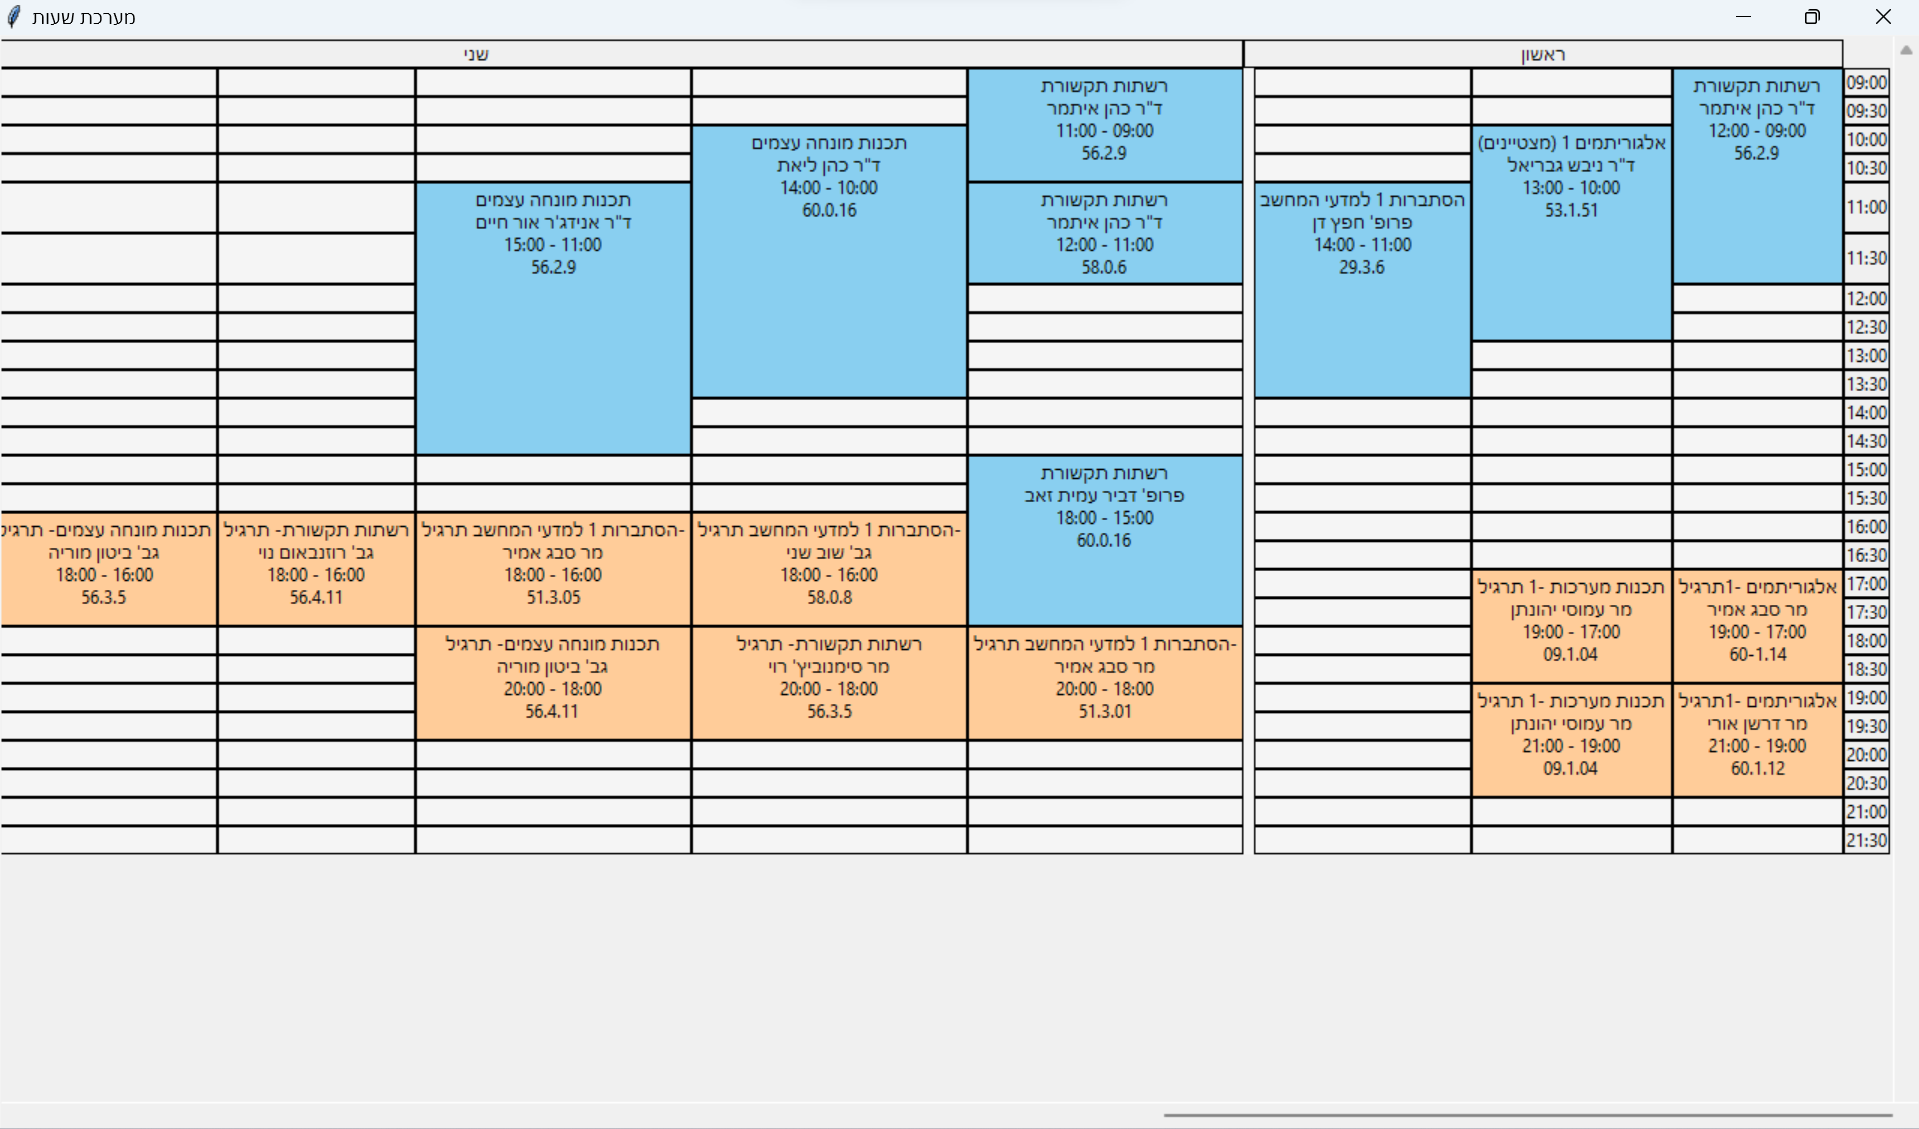 מערכת שעות
ראשון
שני
09:00
09:30
10:00
10:30
11:00
11:30
12:00
12:30
13:00
13:30
14:00
14:30
15:00
15:30
16:00
16:30
17:00
17:30
18:00
18:30
19:00
19:30
20:00
20:30
21:00
21:30
רשתות תקשורת
ד"ר כהן איתמר
12:00 - 09:00
56.2.9
אלגוריתמים -1תרגיל
מר סבג אמיר
19:00 - 17:00
60-1.14
אלגוריתמים -1תרגיל
מר דרשן אורי
21:00 - 19:00
60.1.12
אלגוריתמים 1 (מצטיינים)
ד"ר ניבש גבריאל
13:00 - 10:00
53.1.51
תכנות מערכות -1 תרגיל
מר עמוסי יהונתן
19:00 - 17:00
09.1.04
תכנות מערכות -1 תרגיל
מר עמוסי יהונתן
21:00 - 19:00
09.1.04
הסתברות 1 למדעי המחשב
פרופ' חפץ דן
14:00 - 11:00
29.3.6
רשתות תקשורת
ד"ר כהן איתמר
11:00 - 09:00
56.2.9
רשתות תקשורת
ד"ר כהן איתמר
12:00 - 11:00
58.0.6
רשתות תקשורת
פרופ' דביר עמית זאב
18:00 - 15:00
60.0.16
הסתברות 1 למדעי המחשב תרגיל-
מר סבג אמיר
20:00 - 18:00
51.3.01
תכנות מונחה עצמים
ד"ר כהן ליאת
14:00 - 10:00
60.0.16
הסתברות 1 למדעי המחשב תרגיל-
גב' שוב שני
18:00 - 16:00
58.0.8
רשתות תקשורת- תרגיל
מר סימנוביץ' רוי
20:00 - 18:00
56.3.5
תכנות מונחה עצמים
ד"ר אנידג'ר אור חיים
15:00 - 11:00
56.2.9
הסתברות 1 למדעי המחשב תרגיל-
מר סבג אמיר
18:00 - 16:00
51.3.05
תכנות מונחה עצמים- תרגיל
גב' ביטון מוריה
20:00 - 18:00
56.4.11
רשתות תקשורת- תרגיל
גב' רוזנבאום נוי
18:00 - 16:00
56.4.11
תכנות מונחה עצמים- תרגיל
גב' ביטון מוריה
18:00 - 16:00
56.3.5